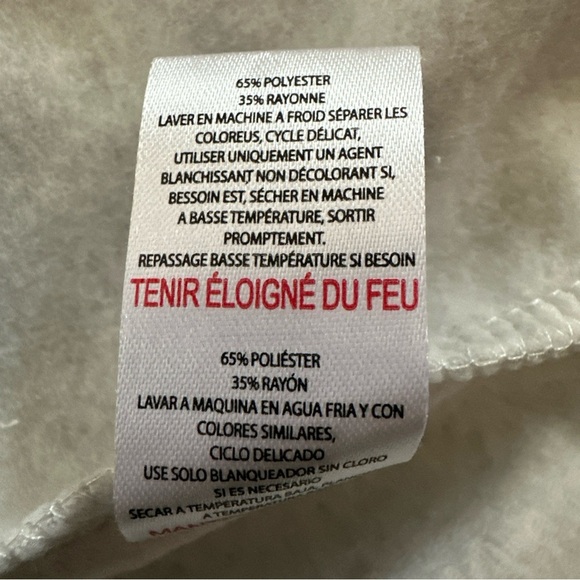 65% POLYESTER
35% RAYONNE
LAVER EN MACHINE A FROID SÉPARER LES
COLOREUS, CYCLE DÉLICAT,
UTILISER UNIQUEMENT UN AGENT
BLANCHISSANT NON DÉCOLORANT SI,
BESSOIN EST, SÉCHER EN MACHINE
A BASSE TEMPÉRATURE, SORTIR
PROMPTEMENT.
REPASSAGE BASSE TEMPÉRATURE SI BESOIN
TENIR ÉLOIGNÉ DU FEU
65% POLIÉSTER
35% RAYÓN
LAVAR A MAQUINA EN AGUA FRIA Y CON
COLORES SIMILARES,
CICLO DELICADO
USE SOLO BLANQUEADOR SIN CLORO
SI ES NECESARIO
SECAR A TEMPERATURA BAJA,